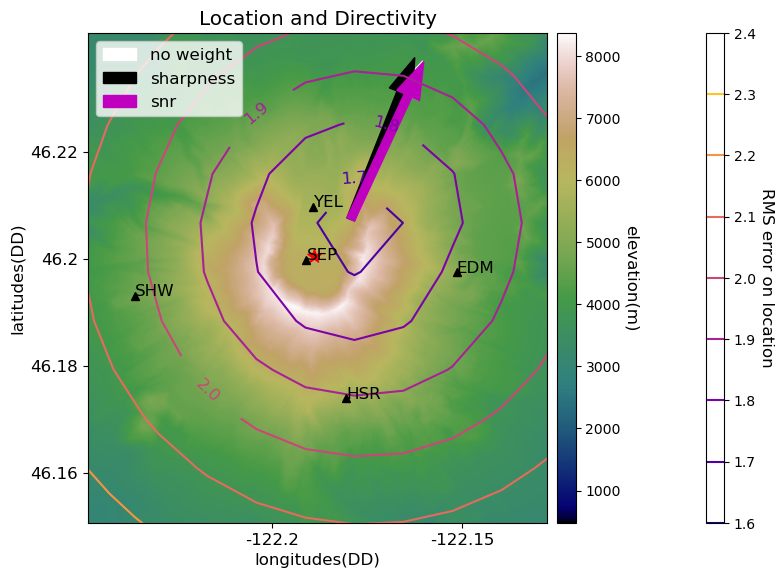 Location and Directivity
no weight
sharpness
snr
1.9
1.7
YEL
SEP
EDM
SHW
HSR
2.0
46.22
46.2
46.18
46.16
latitudes(DD)
-122.2
-122.15
longitudes(DD)
8000
7000
6000
5000
4000
3000
2000
1000
elevation(m)
2.4
2.3
2.2
2.1
2.0
1.9
1.8
1.7
1.6
RMS error on location